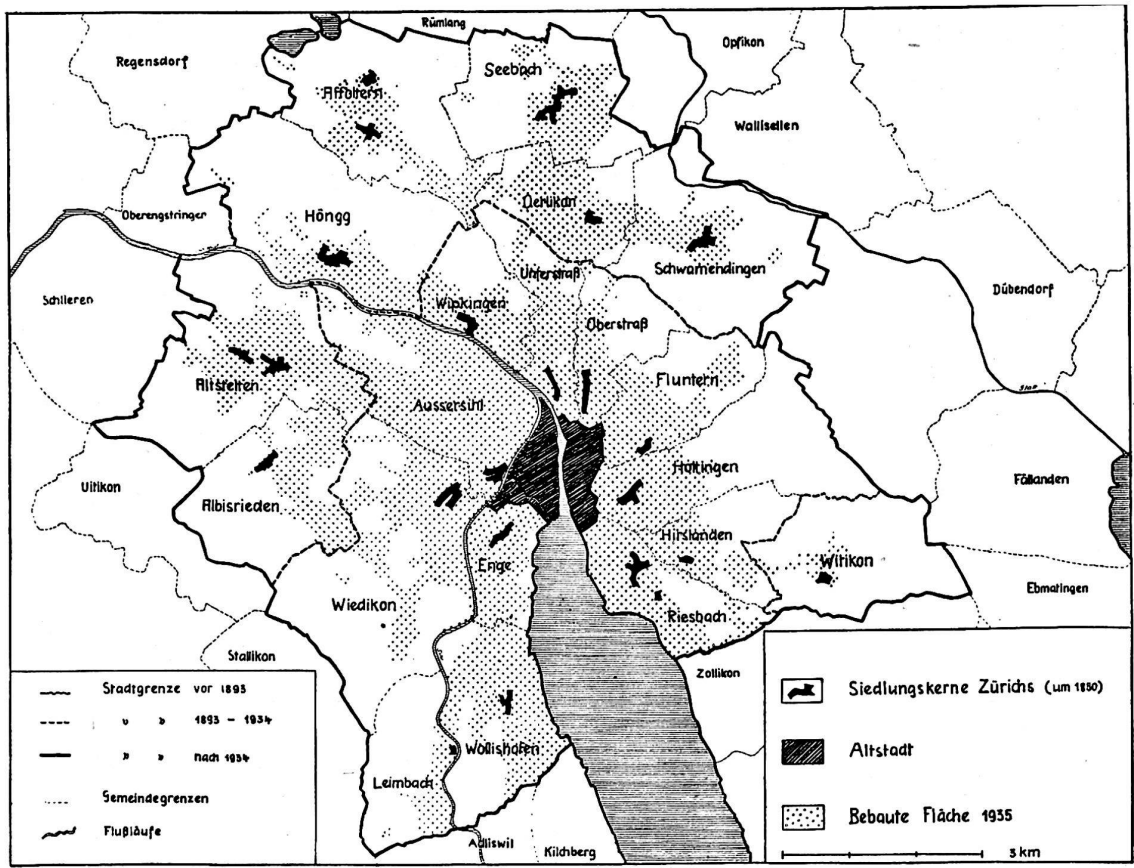 Rümlang
Opfikon
Regensdorf
Seebach
Affoltern
Wallisellen
Oerlikon
Oberengstringer
Höngg
Unterstraß
Schwamendingen
Schlieren
Dübendorf
Wipkingen
Oberstraß
Altstetten
Fluntern
Aussersihl
Glatt
Hottingen
Uitikon
Fällanden
Albisrieden
Hirslanden
Enge
Witikon
Ebmatingen
Wiedikon
Riesbach
Stallikon
Zollikon
Wollishofen
Leimbach
Adliswil
Kilchberg
Stadtgrenze vor 1893
" " 1893 - 1934
" " nach 1934
Gemeindegrenzen
Flußläufe
Siedlungskerne Zürichs (um 1850)
Altstadt
Bebaute Fläche 1935
3 km